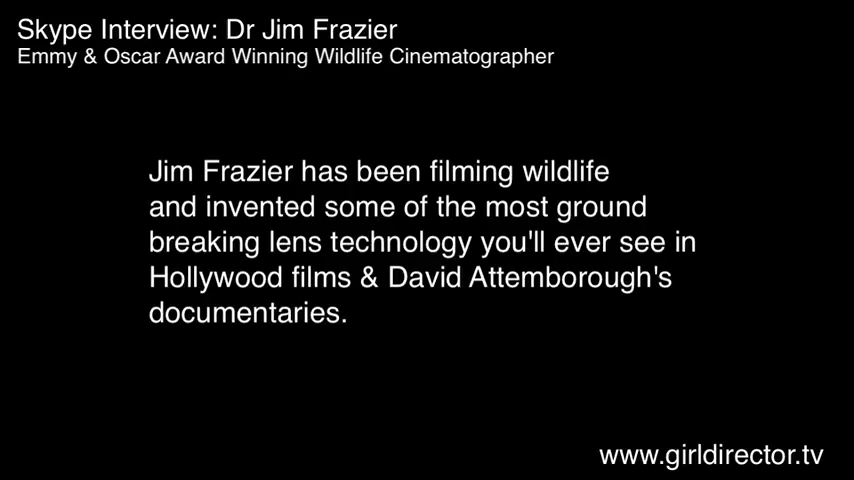 Skype Interview: Dr Jim Frazier
Emmy & Oscar Award Winning Wildlife Cinematographer
Jim Frazier has been filming wildlife
and invented some of the most ground
breaking lens technology you'll ever see in
Hollywood films & David Attemborough's
documentaries.
www.girldirector.tv